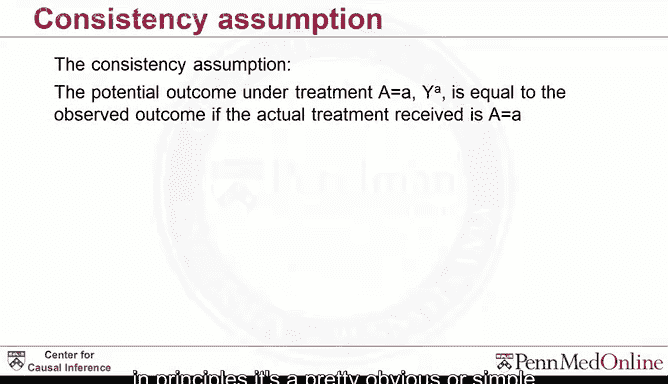 Consistency assumption
The consistency assumption:
The potential outcome under treatment A=a, Yᵃ, is equal to the
observed outcome if the actual treatment received is A=a
Center for
Causal Inference
PennMedOnline
in principles it's a pretty obvious or simple